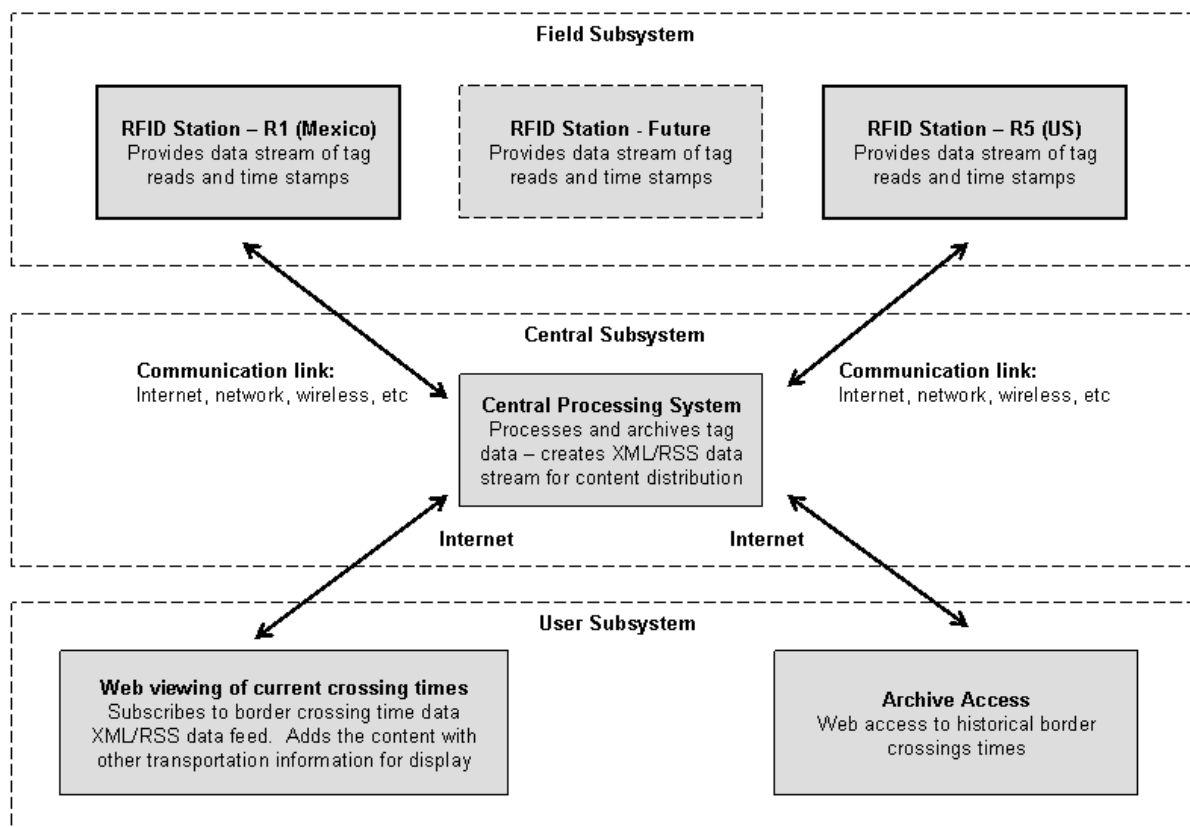 Field Subsystem
RFID Station – R1 (Mexico)
Provides data stream of tag
reads and time stamps
RFID Station - Future
Provides data stream of tag
reads and time stamps
RFID Station – R5 (US)
Provides data stream of tag
reads and time stamps
Central Subsystem
Communication link:
Internet, network, wireless, etc
Central Processing System
Processes and archives tag
data – creates XML/RSS data
stream for content distribution
Communication link:
Internet, network, wireless, etc
Internet
Internet
User Subsystem
Web viewing of current crossing times
Subscribes to border crossing time data
XML/RSS data feed.  Adds the content with
other transportation information for display
Archive Access
Web access to historical border
crossings times